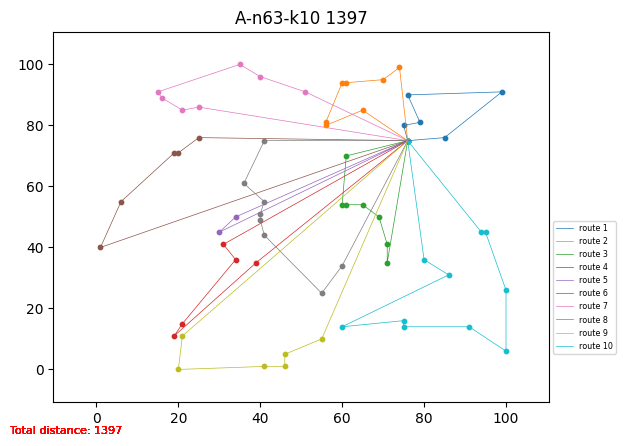 A-n63-k10 1397
100
80
60
40
20
0
0 20 40 60 80 100
route 1
route 2
route 3
route 4
route 5
route 6
route 7
route 8
route 9
route 10
Total distance: 1397